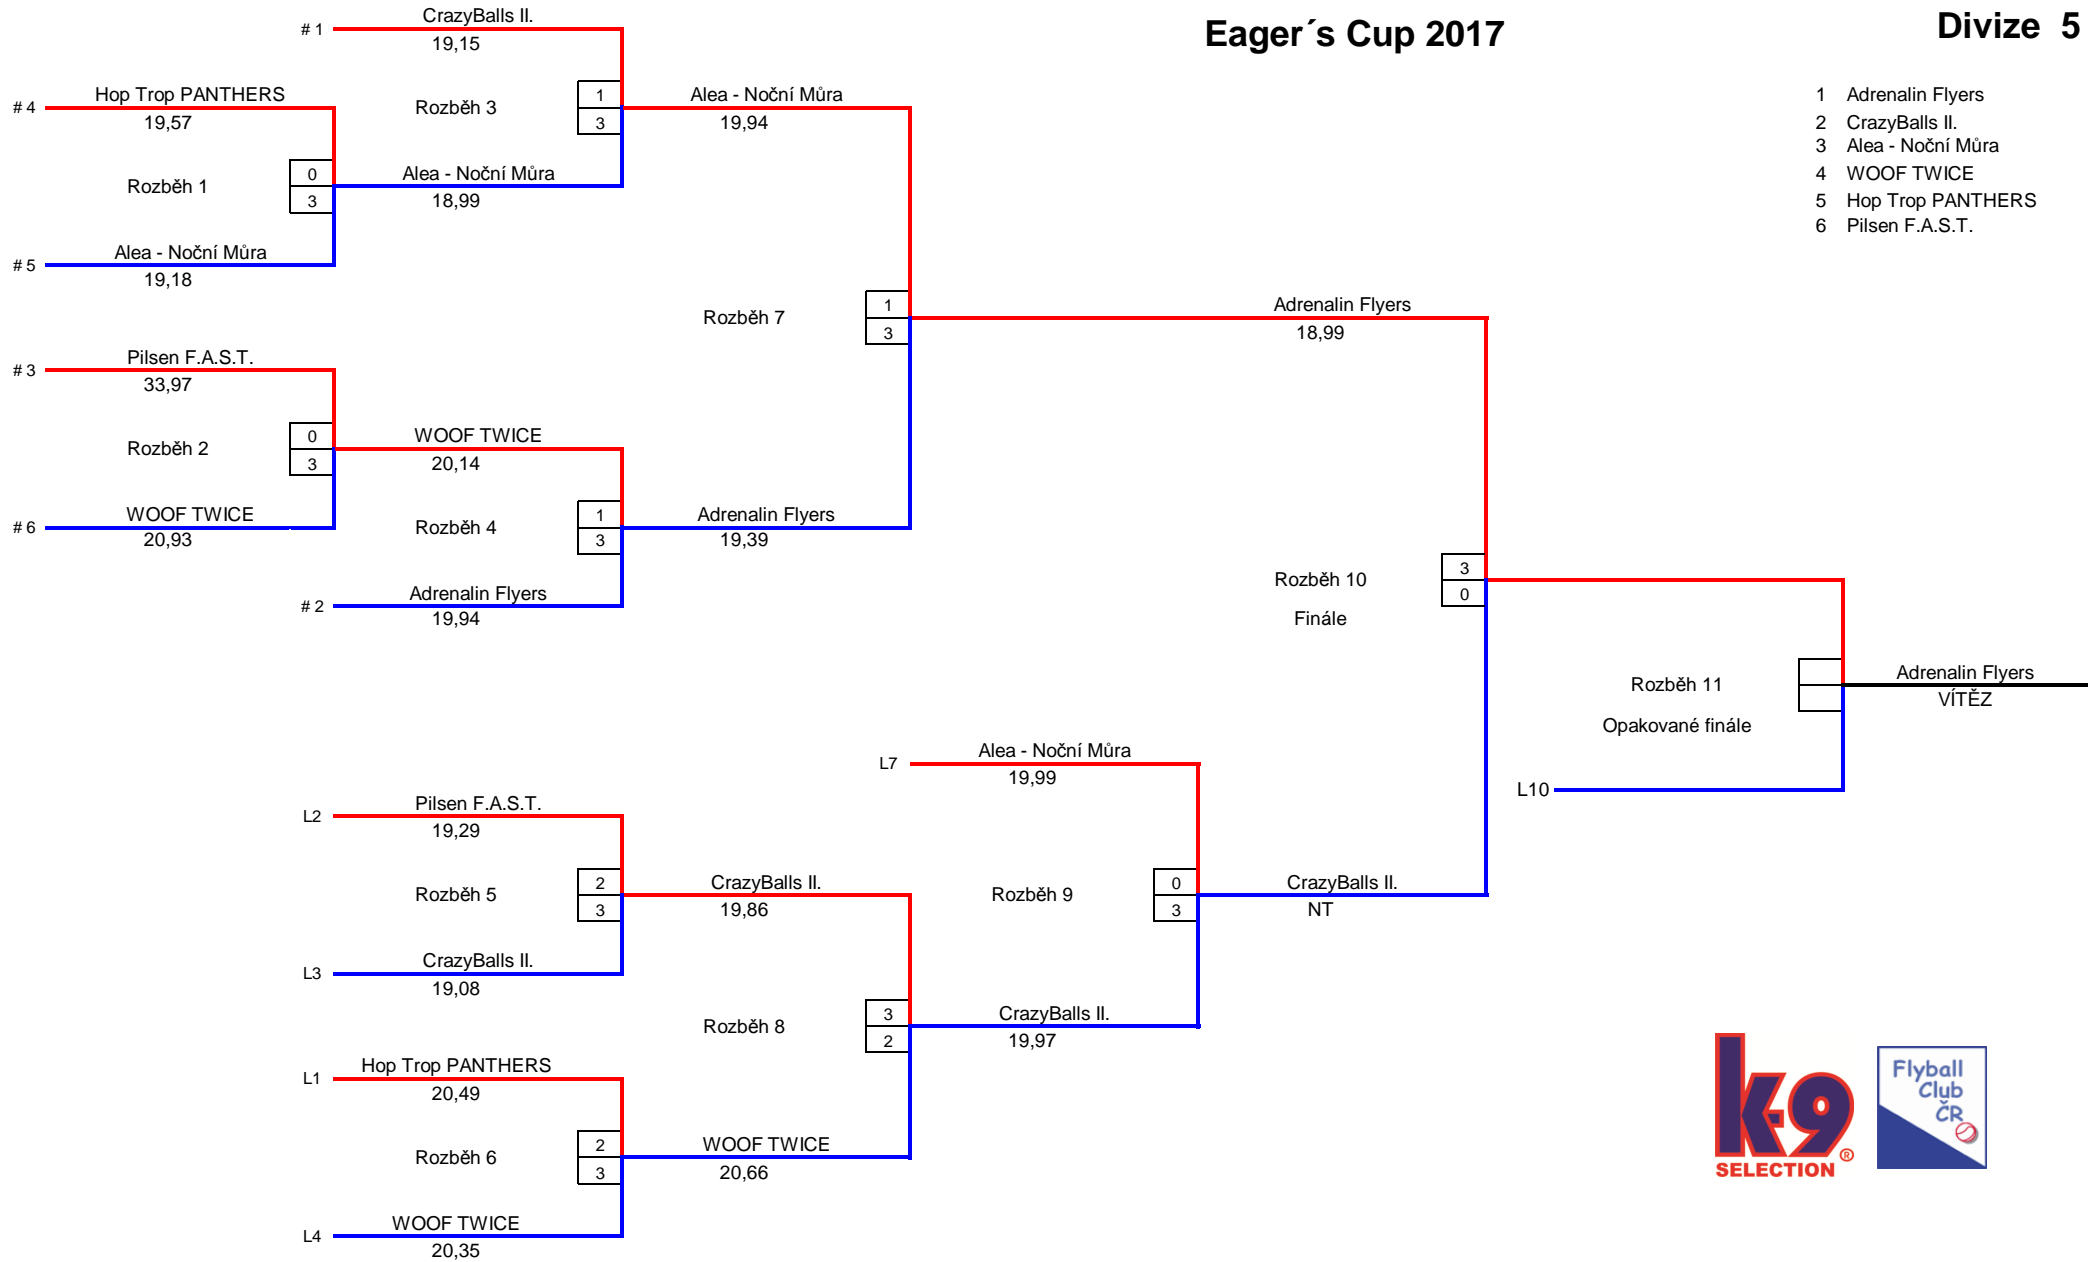 Eager´s Cup 2017
Divize 5
1 Adrenalin Flyers
2 CrazyBalls II.
3 Alea - Noční Můra
4 WOOF TWICE
5 Hop Trop PANTHERS
6 Pilsen F.A.S.T.
# 1
CrazyBalls II.
19,15
# 4
Hop Trop PANTHERS
19,57
Rozběh 3
1
3
Alea - Noční Můra
19,94
Rozběh 1
0
3
Alea - Noční Můra
18,99
# 5
Alea - Noční Můra
19,18
Rozběh 7
1
3
Adrenalin Flyers
18,99
# 3
Pilsen F.A.S.T.
33,97
Rozběh 2
0
3
WOOF TWICE
20,14
# 6
WOOF TWICE
20,93
Rozběh 4
1
3
Adrenalin Flyers
19,39
# 2
Adrenalin Flyers
19,94
Rozběh 10
Finále
3
0
Rozběh 11
Opakované finále
Adrenalin Flyers
VÍTĚZ
L10
L7
Alea - Noční Můra
19,99
L2
Pilsen F.A.S.T.
19,29
Rozběh 5
2
3
CrazyBalls II.
19,86
Rozběh 9
0
3
CrazyBalls II.
NT
L3
CrazyBalls II.
19,08
Rozběh 8
3
2
CrazyBalls II.
19,97
L1
Hop Trop PANTHERS
20,49
Rozběh 6
2
3
WOOF TWICE
20,66
L4
WOOF TWICE
20,35
k-9
SELECTION ®
Flyball
Club
ČR